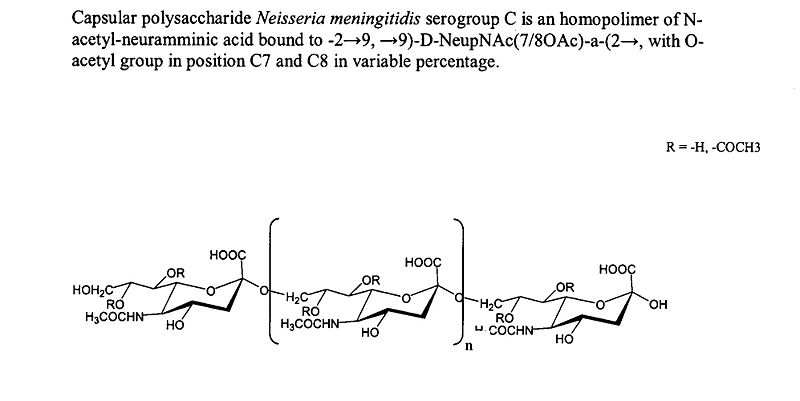 Capsular polysaccharide Neisseria meningitidis serogroup C is an homopolimer of N-
acetyl-neuramminic acid bound to -2→9, →9)-D-NeupNAc(7/8OAc)-a-(2→, with O-
acetyl group in position C7 and C8 in variable percentage.
R = -H, -COCH3
HOOC
HOOC
HOOC
OR
OR
OR
HOH₂C
O
O
H₂C
O
O
H₂C
O
OH
RO
RO
RO
H₃COCHN
H₃COCHN
COCHN
HO
HO
HO
n